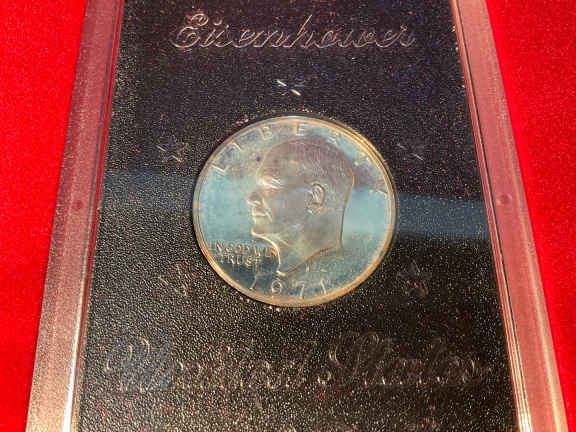 Eisenhower
LIBERTY
IN GOD WE
TRUST
1971
United States